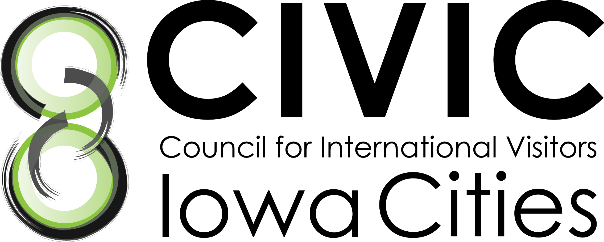 CIVIC
Council for International Visitors
Iowa Cities